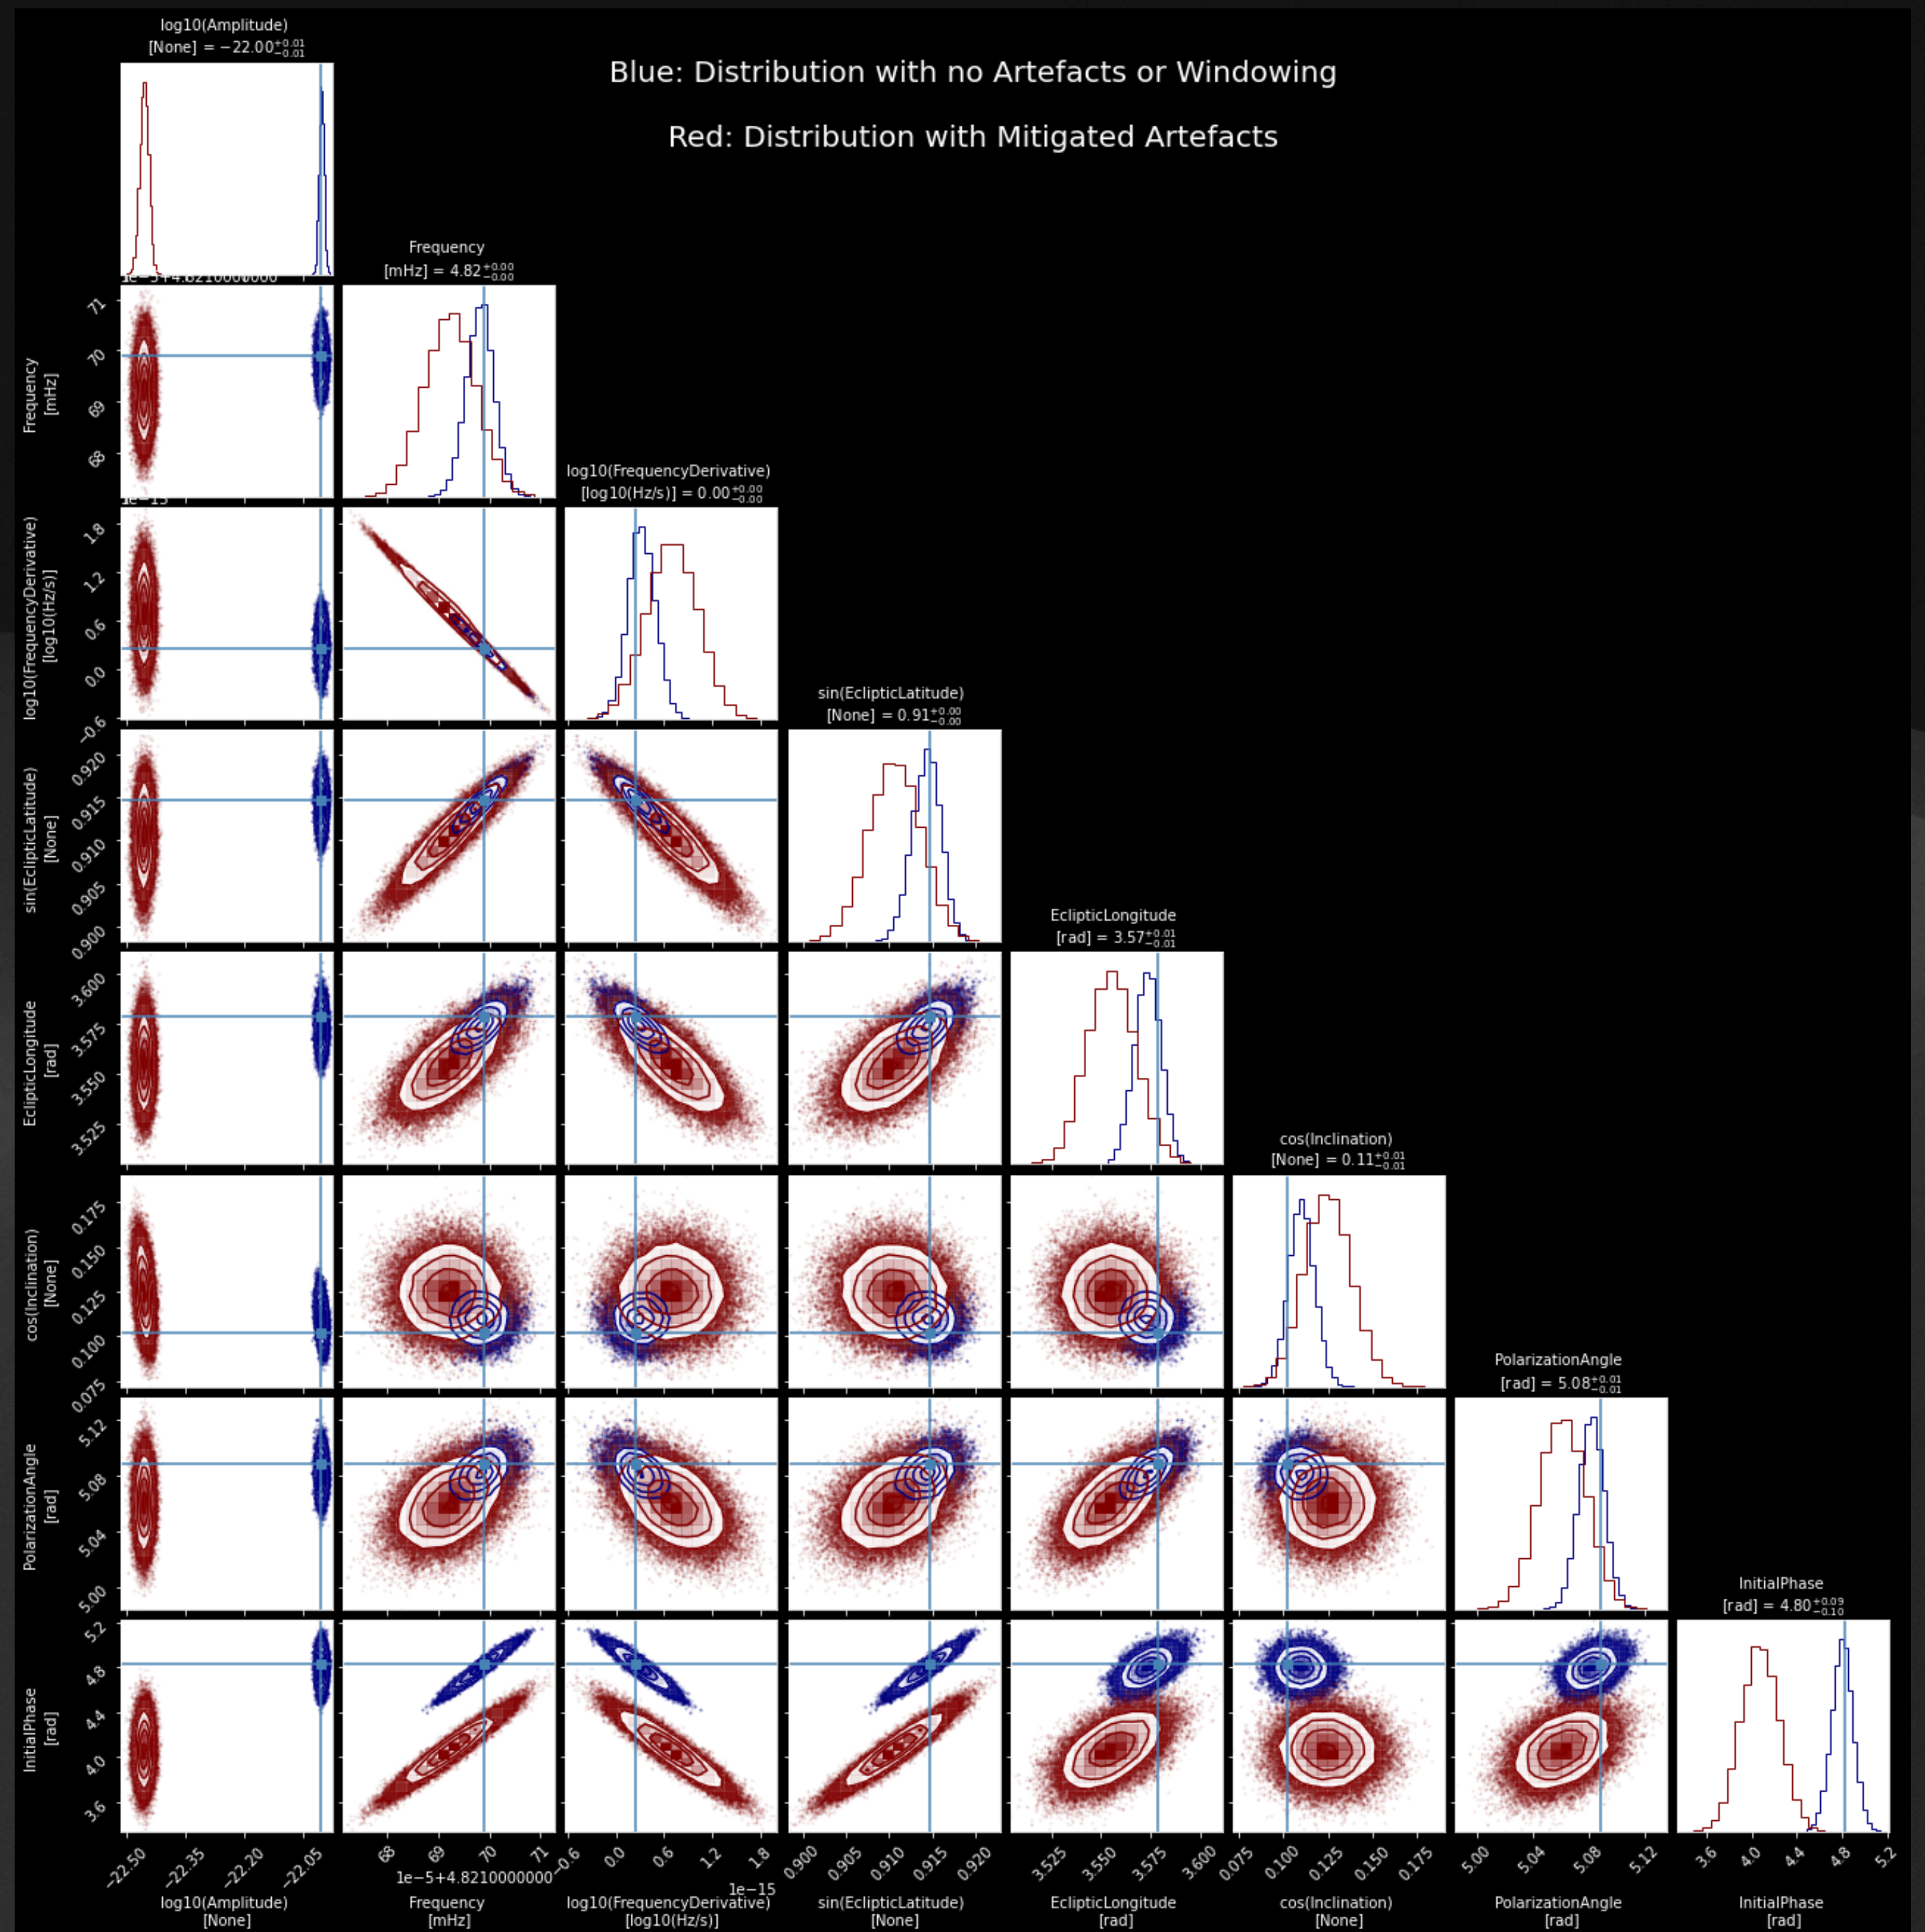 log10(Amplitude)
[None] = −22.00+0.01−0.01
Blue: Distribution with no Artefacts or Windowing
Red: Distribution with Mitigated Artefacts
Frequency
[mHz] = 4.82+0.00−0.00
71
70
69
68
Frequency
[mHz]
log10(FrequencyDerivative)
[log10(Hz/s)] = 0.00+0.00−0.00
1.8
1.2
0.6
0.0
−0.6
log10(FrequencyDerivative)
[log10(Hz/s)]
sin(EclipticLatitude)
[None] = 0.91+0.00−0.00
0.920
0.915
0.910
0.905
0.900
sin(EclipticLatitude)
[None]
EclipticLongitude
[rad] = 3.57+0.01−0.01
3.600
3.575
3.550
3.525
EclipticLongitude
[rad]
cos(Inclination)
[None] = 0.11+0.01−0.01
0.175
0.150
0.125
0.100
0.075
cos(Inclination)
[None]
PolarizationAngle
[rad] = 5.08+0.01−0.01
5.12
5.08
5.04
5.00
PolarizationAngle
[rad]
InitialPhase
[rad] = 4.80+0.09−0.10
5.2
4.8
4.4
4.0
3.6
InitialPhase
[rad]
−22.50 −22.35 −22.20 −22.05
log10(Amplitude)
[None]
68 69 70 71
1e−5+4.8210000000
Frequency
[mHz]
−0.6 0.0 0.6 1.2 1.8
1e−15
log10(FrequencyDerivative)
[log10(Hz/s)]
0.900 0.905 0.910 0.915 0.920
sin(EclipticLatitude)
[None]
3.525 3.550 3.575 3.600
EclipticLongitude
[rad]
0.075 0.100 0.125 0.150 0.175
cos(Inclination)
[None]
5.00 5.04 5.08 5.12
PolarizationAngle
[rad]
3.6 4.0 4.4 4.8 5.2
InitialPhase
[rad]